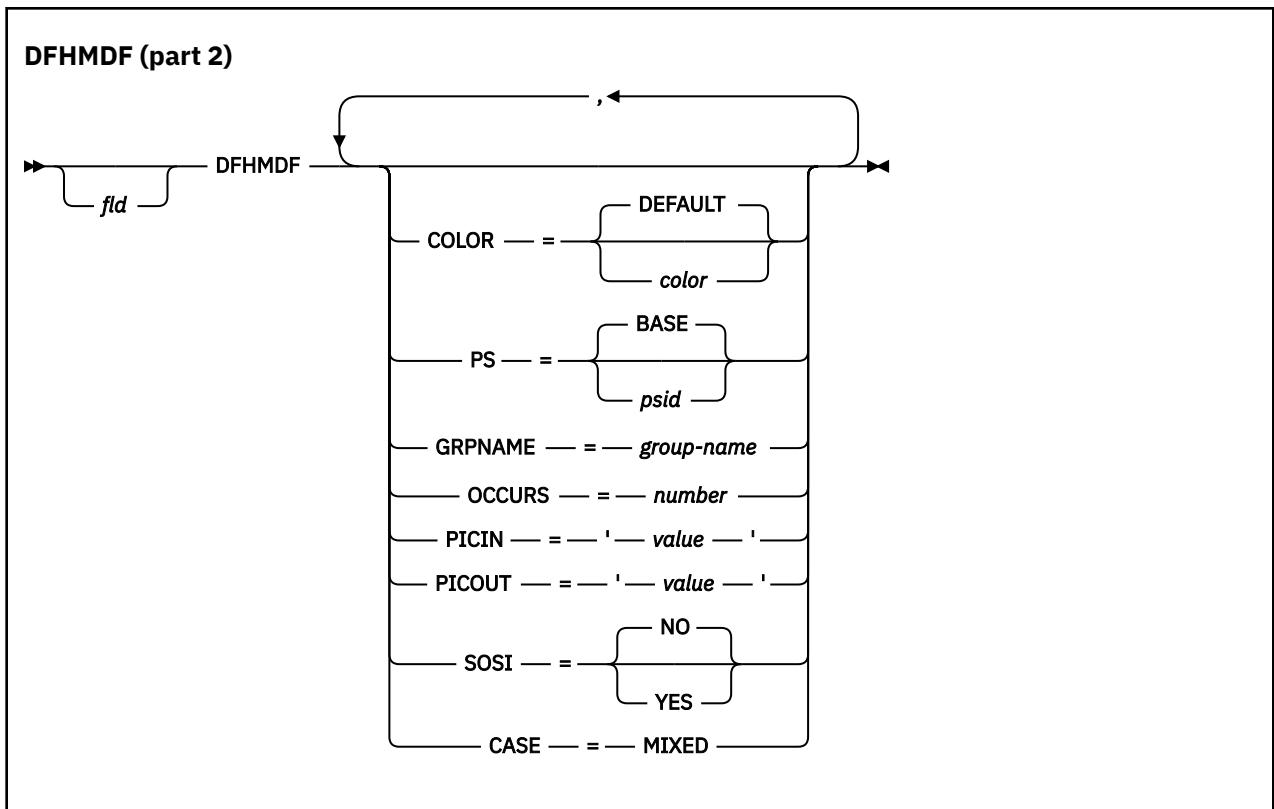 DFHMDF (part 2)
,
fld DFHMDF
DEFAULT
COLOR =
color
BASE
PS =
psid
GRPNAME = group-name
OCCURS = number
PICIN = ' value '
PICOUT = ' value '
NO
SOSI =
YES
CASE = MIXED